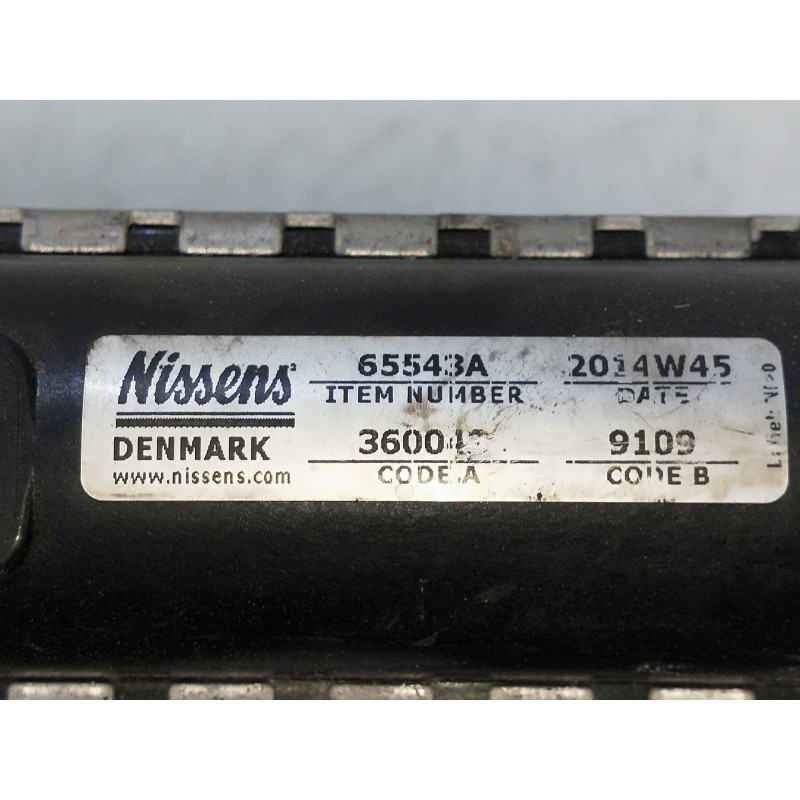 Nissens
DENMARK
www.nissens.com
65543A
ITEM NUMBER
2014W45
DATE
CODE A
9109
CODE B